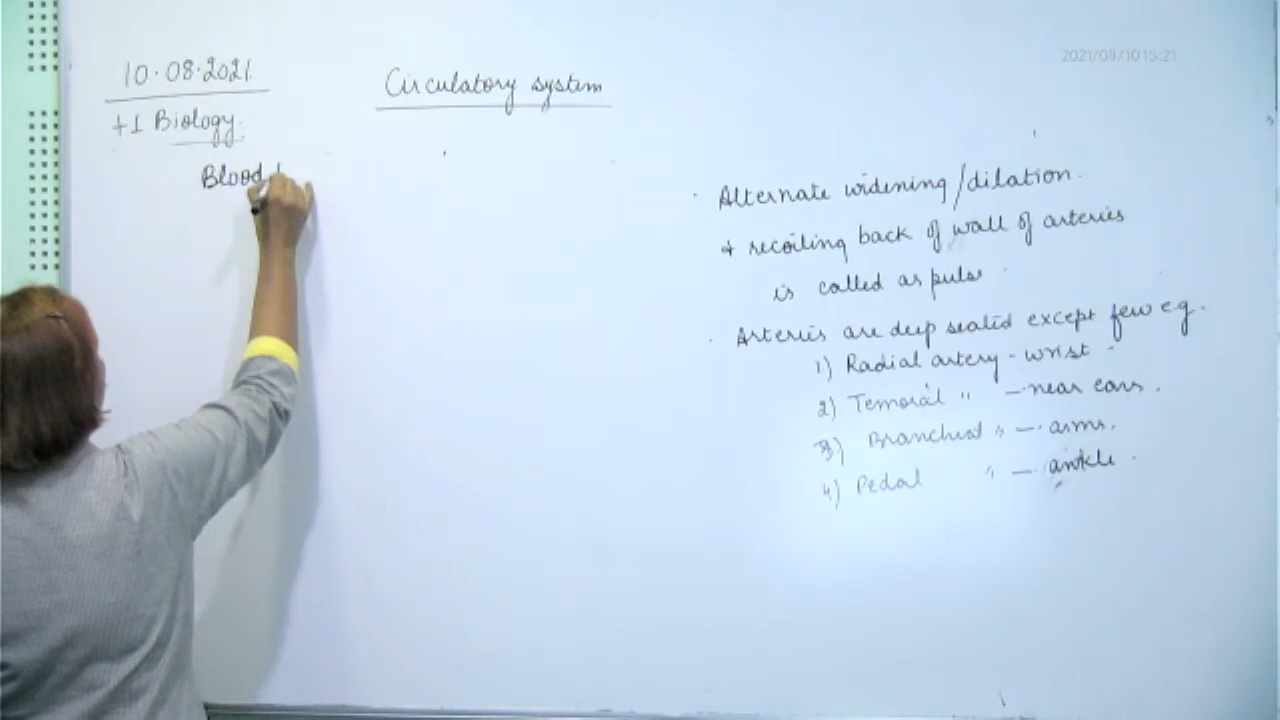 10.08.2021.
Circulatory system
2021/08/10 15:21
+1 Biology.
Blood
. Alternate widening/dilation.
+ recoiling back of wall of arteries
is called as pulse
. Arteries are deep seated except few e.g.
1) Radial artery - wrist
2) Temoral " - near ears.
3) Branchial " - arms.
4) Pedal " - ankle.